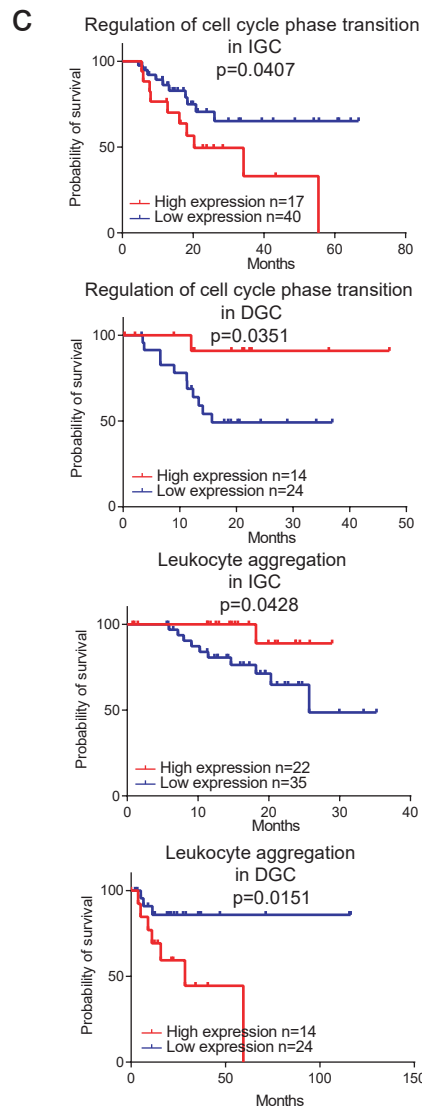 C
Regulation of cell cycle phase transition
in IGC
p=0.0407
Probability of survival
100
50
0
High expression n=17
Low expression n=40
0 20 40 60 80
Months
Regulation of cell cycle phase transition
in DGC
p=0.0351
Probability of survival
100
50
0
High expression n=14
Low expression n=24
0 10 20 30 40 50
Months
Leukocyte aggregation
in IGC
p=0.0428
Probability of survival
100
50
0
High expression n=22
Low expression n=35
0 10 20 30 40
Months
Leukocyte aggregation
in DGC
p=0.0151
Probability of survival
100
50
0
High expression n=14
Low expression n=24
0 50 100 150
Months